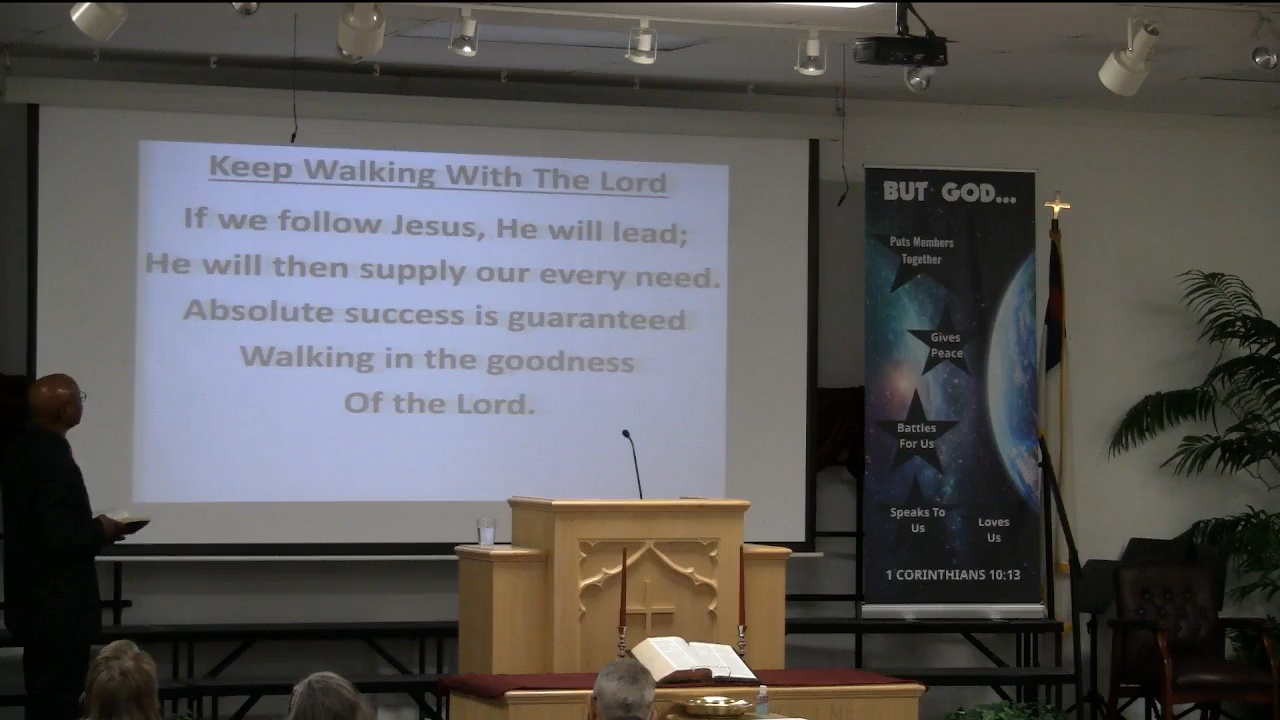 Keep Walking With The Lord
If we follow Jesus, He will lead;
He will then supply our every need.
Absolute success is guaranteed
Walking in the goodness
Of the Lord.
BUT GOD...
Puts Members
Together
Gives
Peace
Battles
For Us
Speaks To
Us
Loves
Us
1 CORINTHIANS 10:13